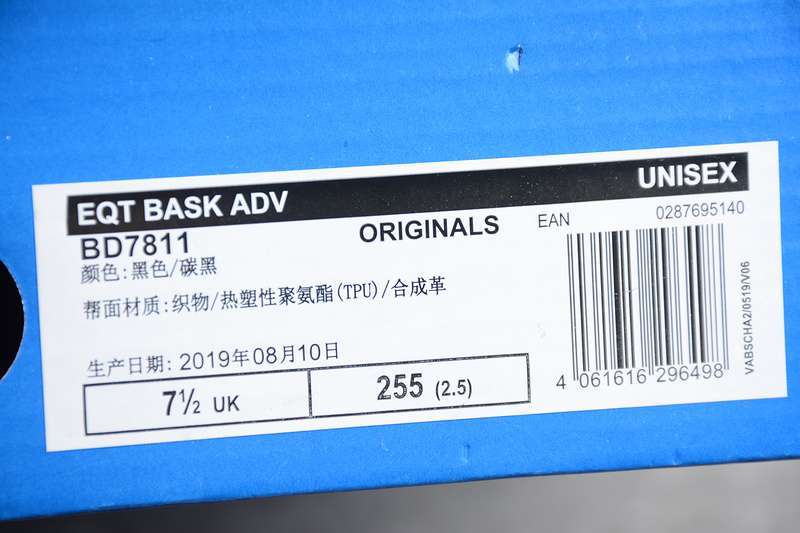 EQT BASK ADV UNISEX
BD7811 ORIGINALS EAN 0287695140
颜色:黑色/碳黑
帮面材质:织物/热塑性聚氨酯(TPU)/合成革
生产日期: 2019年08月10日
7½ UK 255 (2.5)
4 061616 296498
VABSCHA2/0519/V06